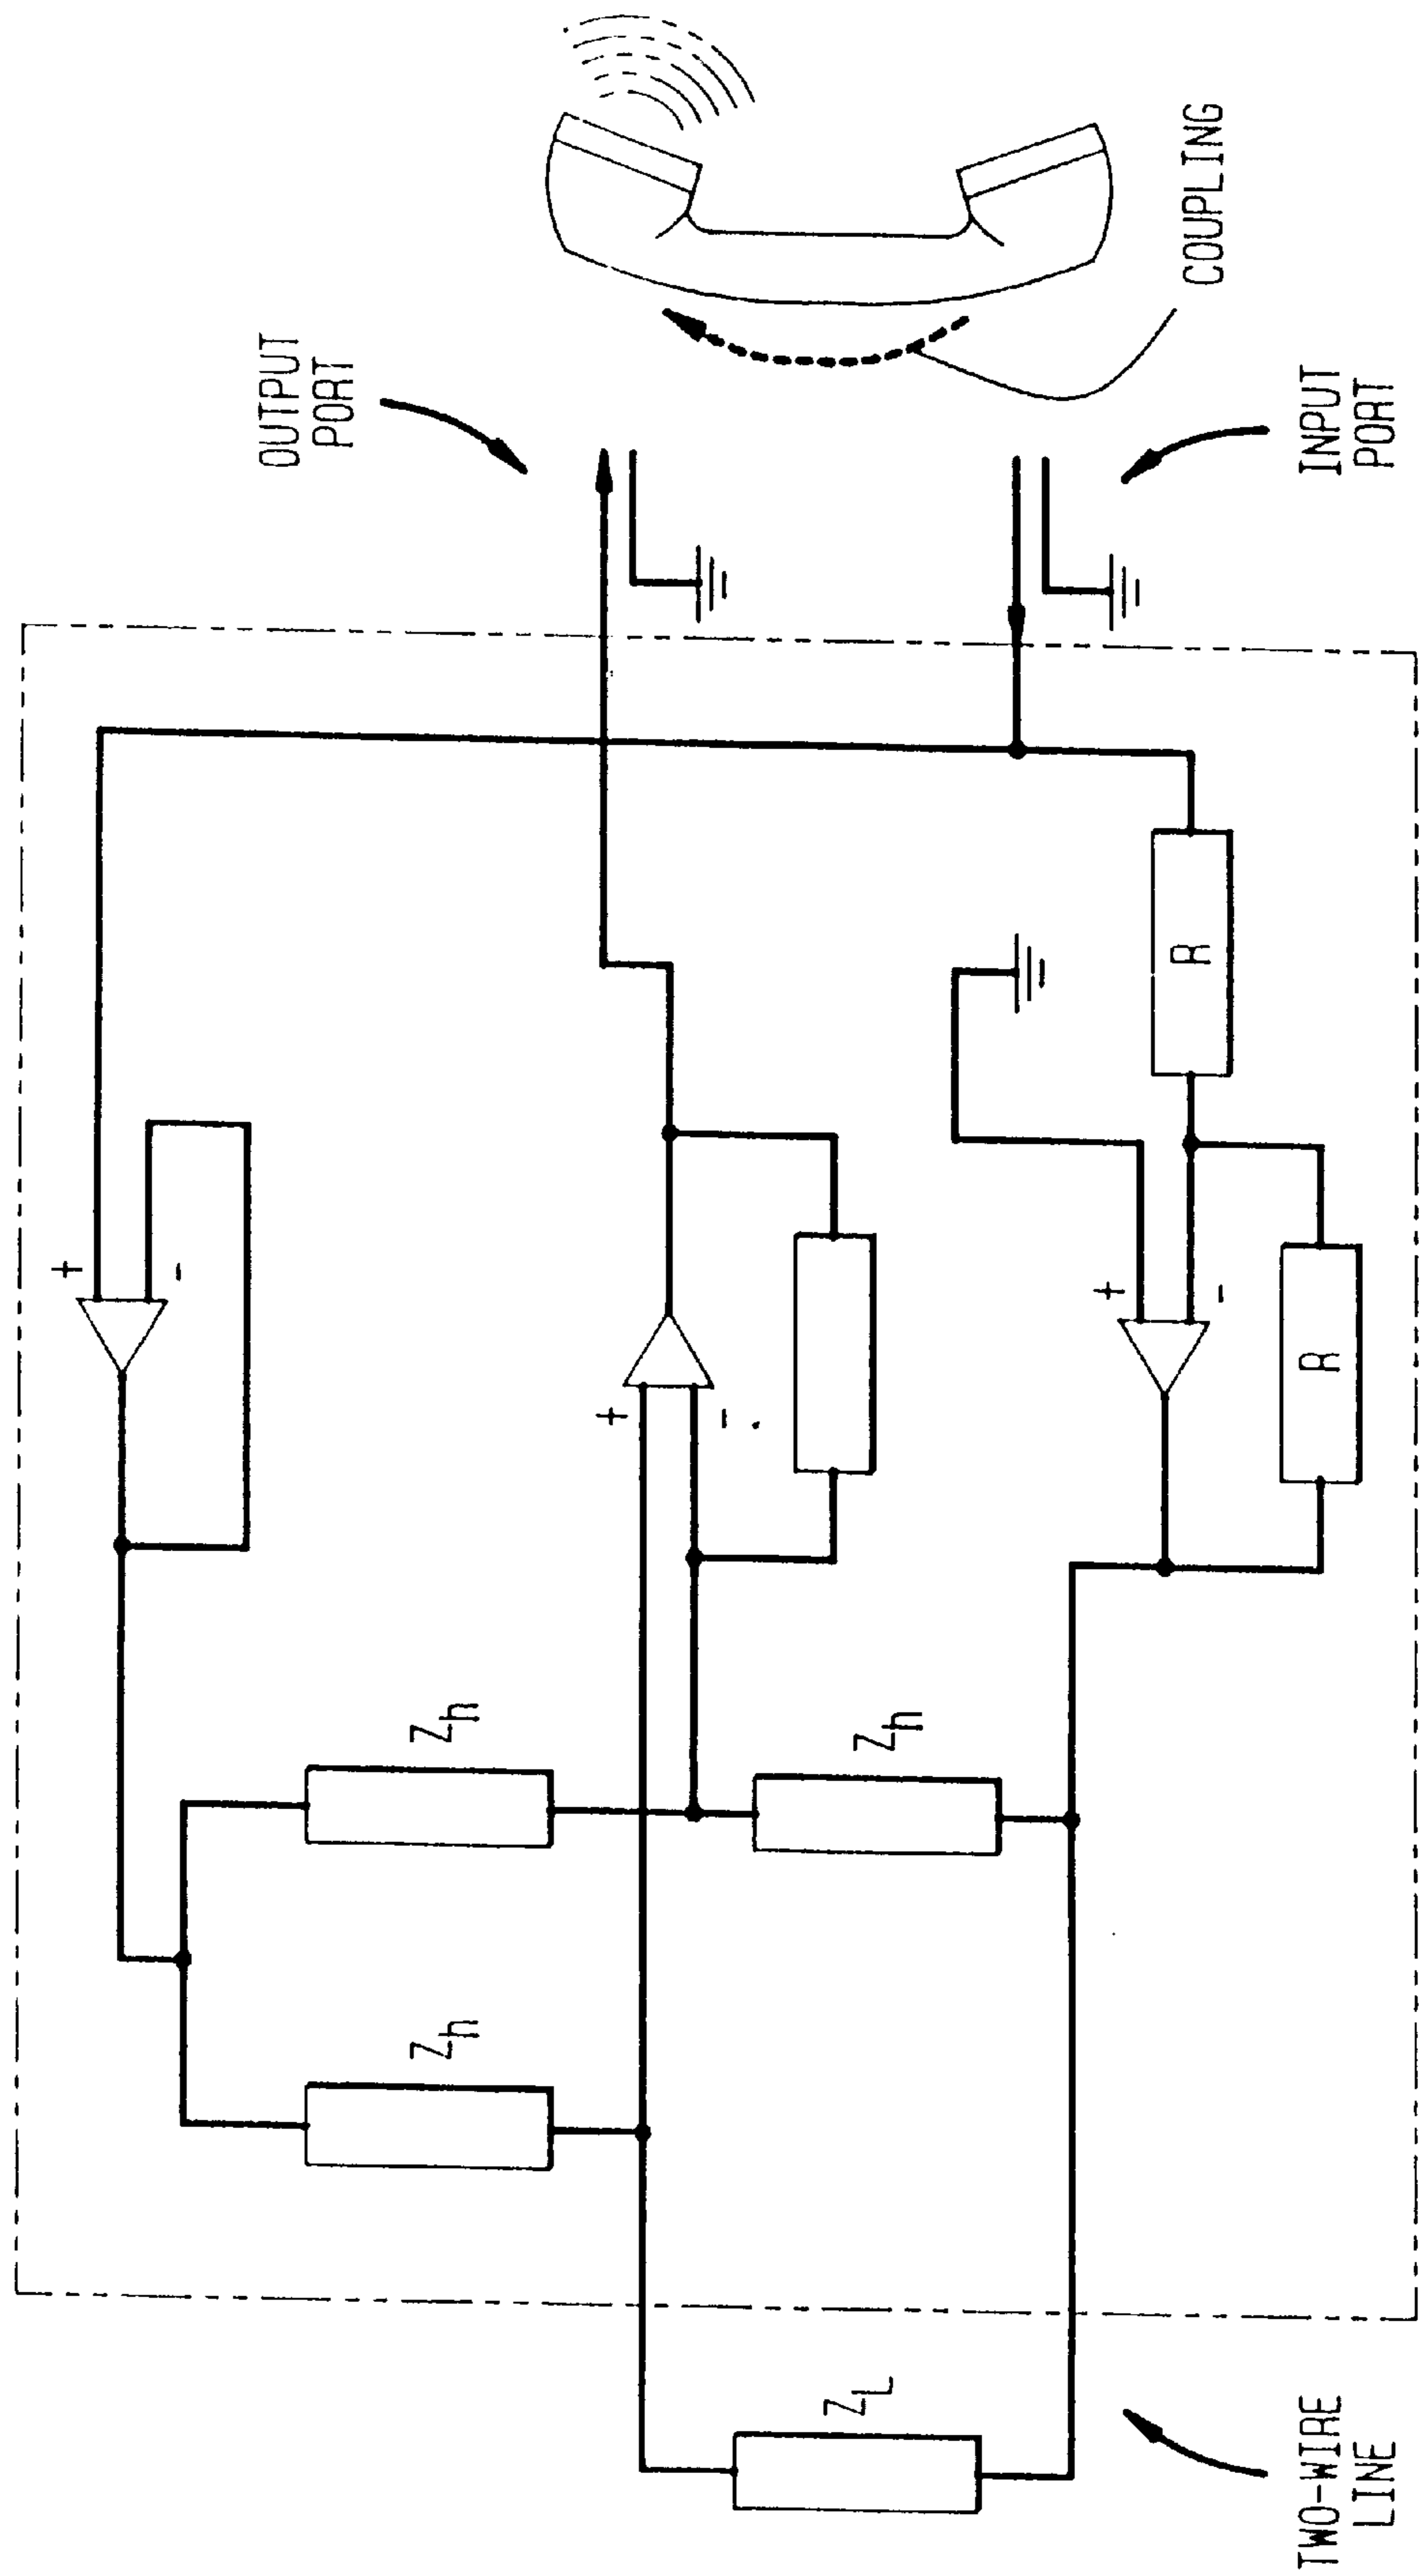 OUTPUT
PORT
COUPLING
INPUT
PORT
+
-
+
-
+
-
R
R
Zh
Zh
Zh
ZL
TWO-WIRE
LINE